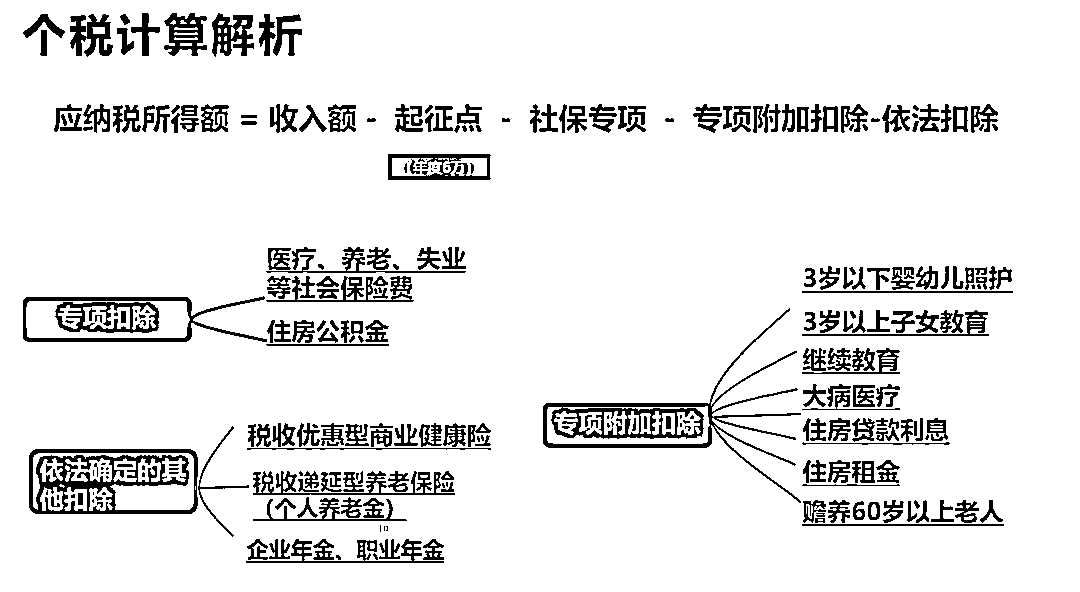 个税计算解析
应纳税所得额 = 收入额 - 起征点 - 社保专项 - 专项附加扣除-依法扣除
（年度6万）
专项扣除
医疗、养老、失业
等社会保险费
住房公积金
依法确定的其
他扣除
税收优惠型商业健康险
税收递延型养老保险
（个人养老金）
企业年金、职业年金
专项附加扣除
3岁以下婴幼儿照护
3岁以上子女教育
继续教育
大病医疗
住房贷款利息
住房租金
赡养60岁以上老人